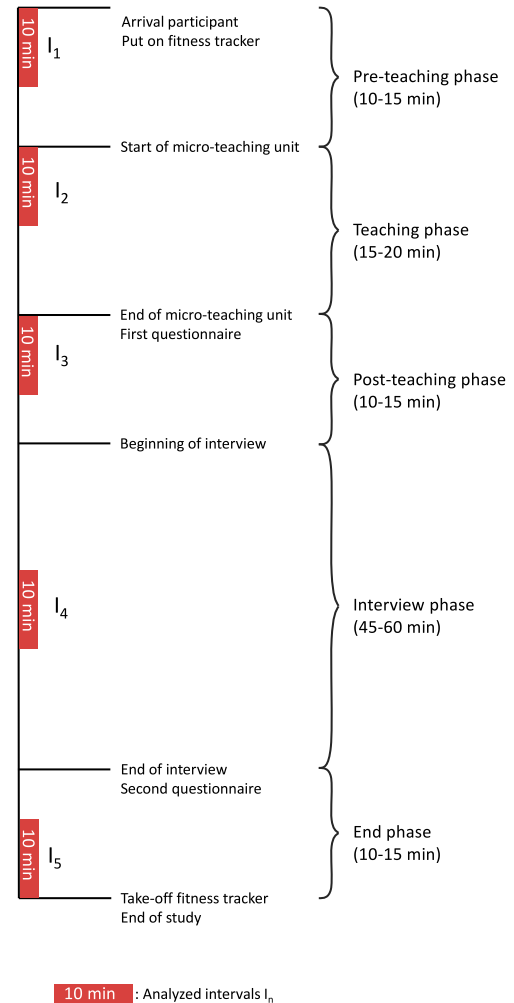 10 min
I1
Arrival participant
Put on fitness tracker
Pre-teaching phase
(10-15 min)
Start of micro-teaching unit
10 min
I2
Teaching phase
(15-20 min)
End of micro-teaching unit
First questionnaire
10 min
I3
Post-teaching phase
(10-15 min)
Beginning of interview
10 min
I4
Interview phase
(45-60 min)
End of interview
Second questionnaire
10 min
I5
End phase
(10-15 min)
Take-off fitness tracker
End of study
10 min : Analyzed intervals In